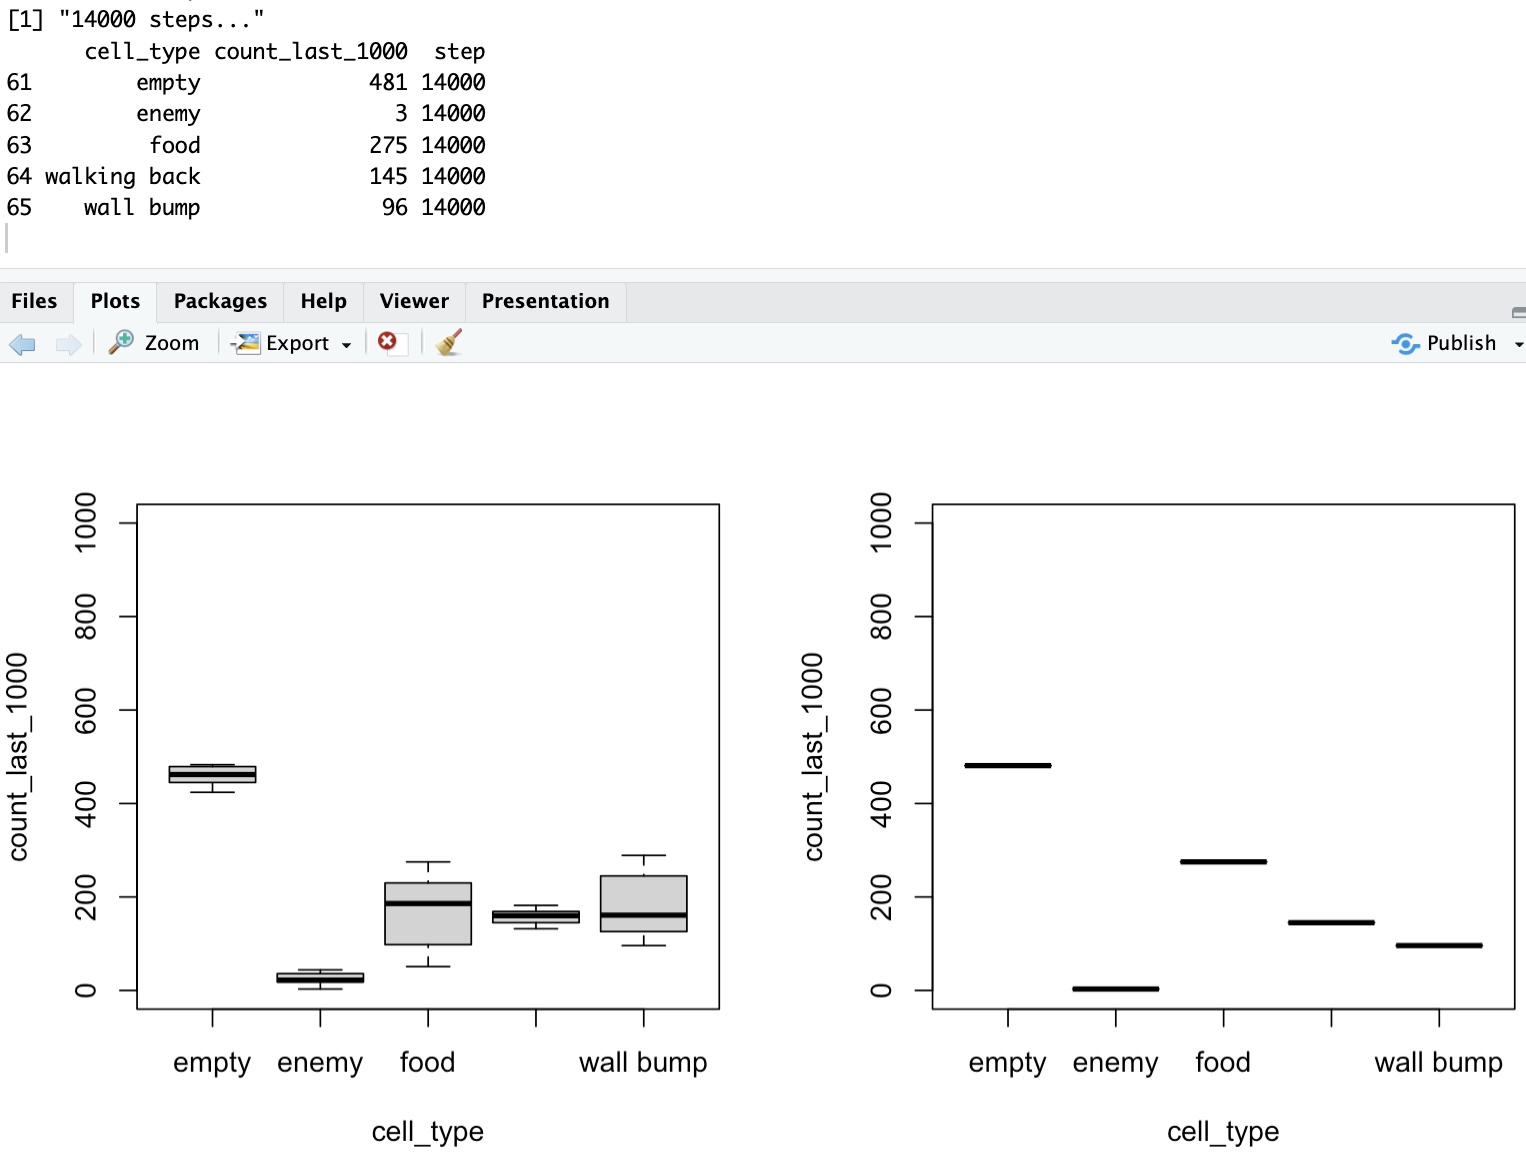 [1] "14000 steps..."
cell_type count_last_1000 step
61 empty 481 14000
62 enemy 3 14000
63 food 275 14000
64 walking back 145 14000
65 wall bump 96 14000
Files Plots Packages Help Viewer Presentation
Zoom Export Publish
count_last_1000
1000
800
600
400
200
0
empty enemy food wall bump
cell_type
count_last_1000
1000
800
600
400
200
0
empty enemy food wall bump
cell_type